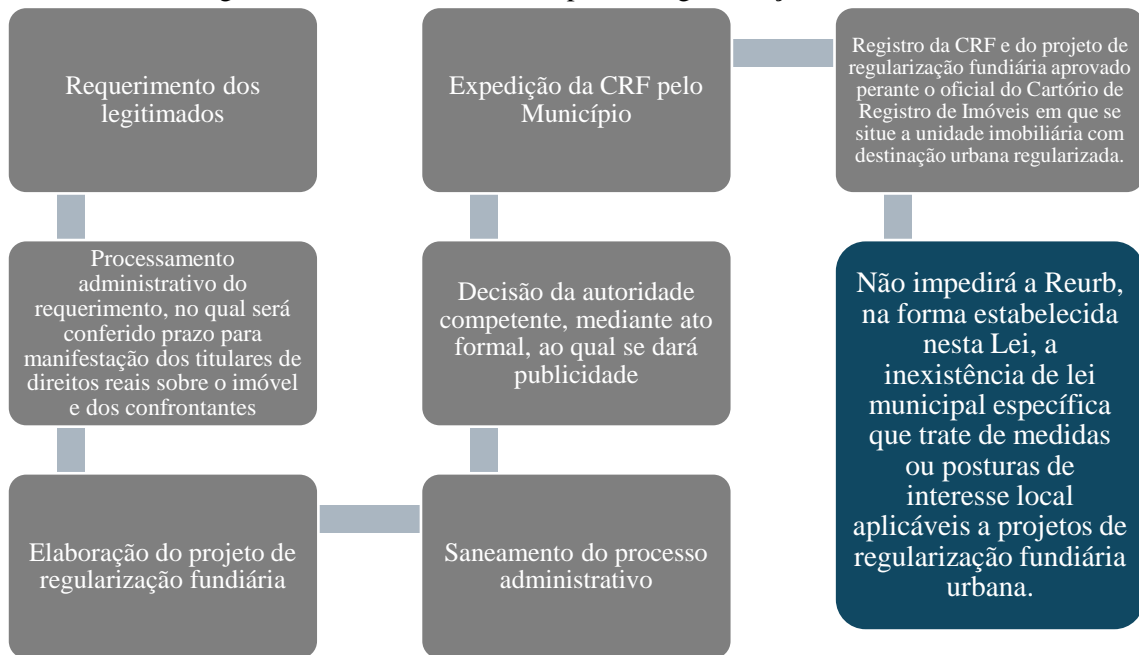 Requerimento dos
legitimados
Processamento
administrativo do
requerimento, no qual será
conferido prazo para
manifestação dos titulares de
direitos reais sobre o imóvel
e dos confrontantes
Elaboração do projeto de
regularização fundiária
Saneamento do processo
administrativo
Decisão da autoridade
competente, mediante ato
formal, ao qual se dará
publicidade
Expedição da CRF pelo
Município
Registro da CRF e do projeto de
regularização fundiária aprovado
perante o oficial do Cartório de
Registro de Imóveis em que se
situe a unidade imobiliária com
destinação urbana regularizada.
Não impedirá a Reurb,
na forma estabelecida
nesta Lei, a
inexistência de lei
municipal específica
que trate de medidas
ou posturas de
interesse local
aplicáveis a projetos de
regularização fundiária
urbana.